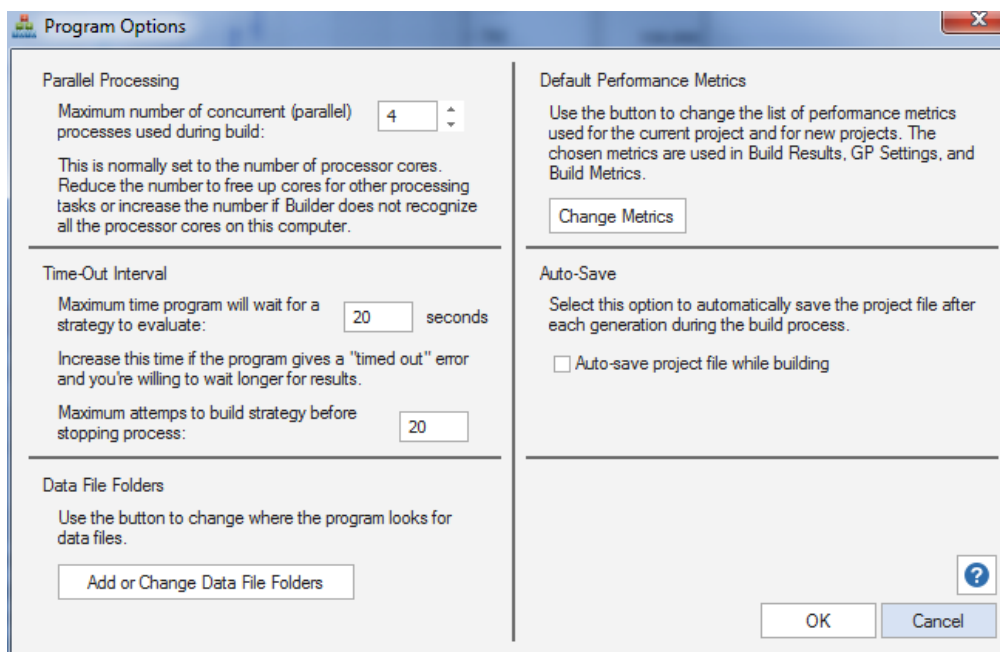 Program Options
X
Parallel Processing
Maximum number of concurrent (parallel)
processes used during build:
4
This is normally set to the number of processor cores.
Reduce the number to free up cores for other processing
tasks or increase the number if Builder does not recognize
all the processor cores on this computer.
Time-Out Interval
Maximum time program will wait for a
strategy to evaluate:
20 seconds
Increase this time if the program gives a "timed out" error
and you're willing to wait longer for results.
Maximum attemps to build strategy before
stopping process:
20
Data File Folders
Use the button to change where the program looks for
data files.
Add or Change Data File Folders
Default Performance Metrics
Use the button to change the list of performance metrics
used for the current project and for new projects. The
chosen metrics are used in Build Results, GP Settings, and
Build Metrics.
Change Metrics
Auto-Save
Select this option to automatically save the project file after
each generation during the build process.
Auto-save project file while building
?
OK
Cancel